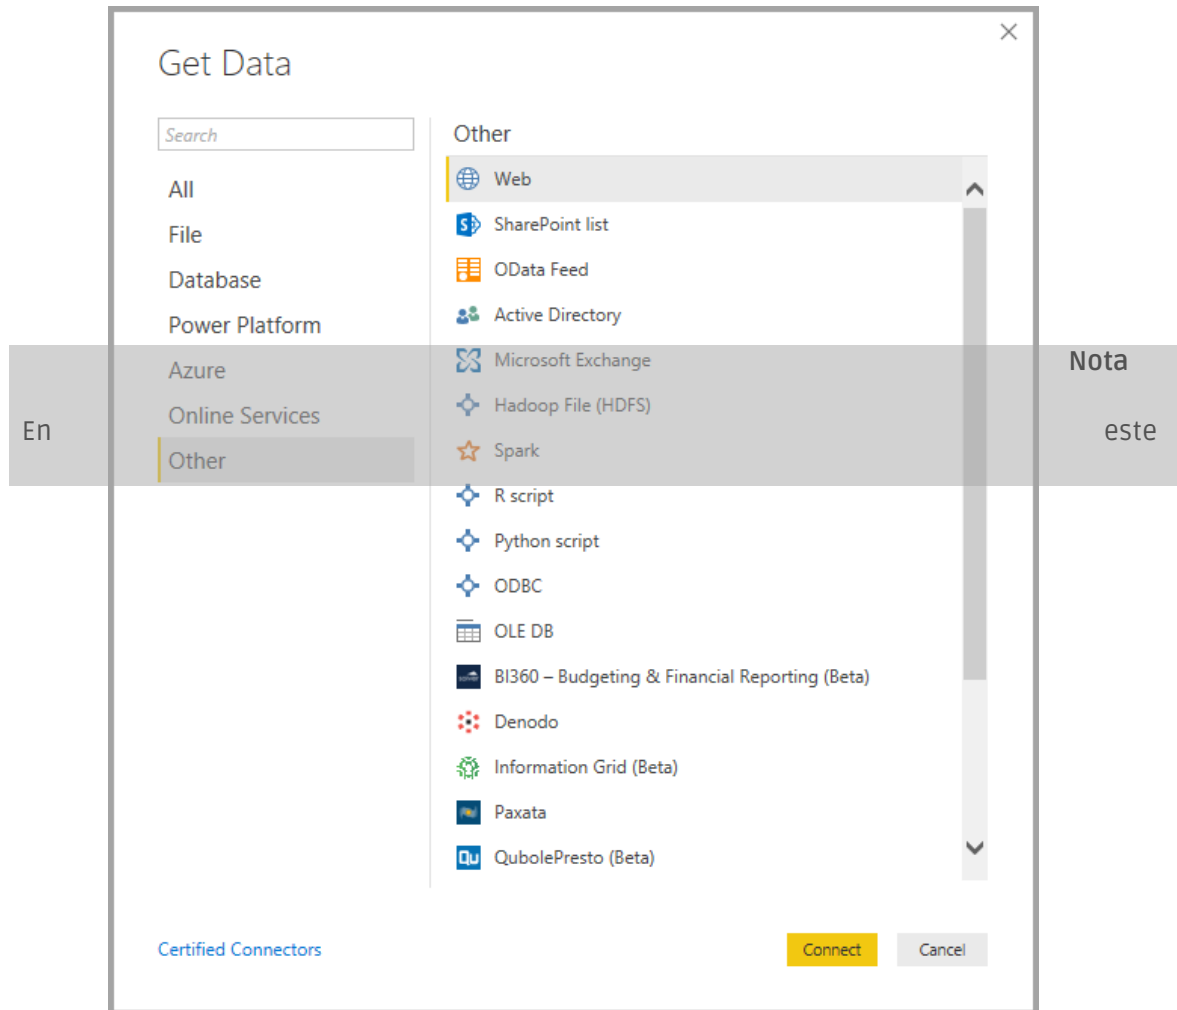 Get Data
Search
All
File
Database
Power Platform
Azure
Online Services
Other
Other
Web
SharePoint list
OData Feed
Active Directory
Microsoft Exchange
Hadoop File (HDFS)
Spark
R script
Python script
ODBC
OLE DB
BI360 – Budgeting & Financial Reporting (Beta)
Denodo
Information Grid (Beta)
Paxata
Qu QubolePresto (Beta)
Nota
En este
Certified Connectors
Connect Cancel